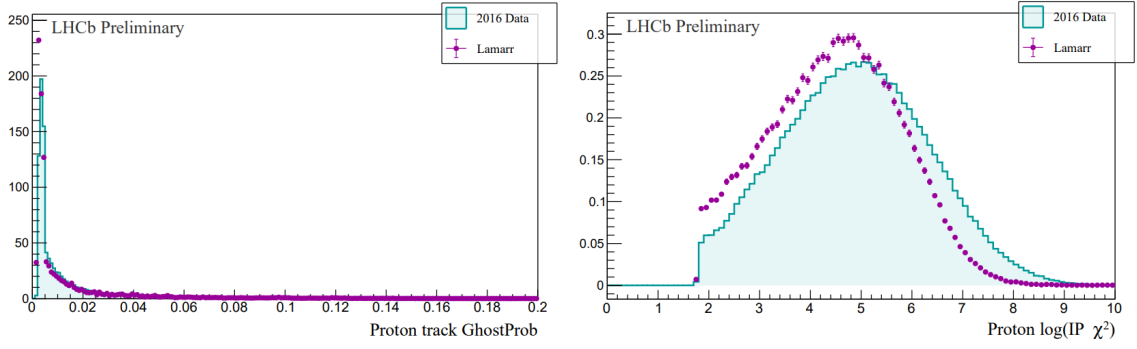 LHCb Preliminary
2016 Data
Lamarr
250
200
150
100
50
0
0 0.02 0.04 0.06 0.08 0.1 0.12 0.14 0.16 0.18 0.2
Proton track GhostProb
LHCb Preliminary
2016 Data
Lamarr
0.3
0.25
0.2
0.15
0.1
0.05
0
0 1 2 3 4 5 6 7 8 9 10
Proton log(IP χ²)